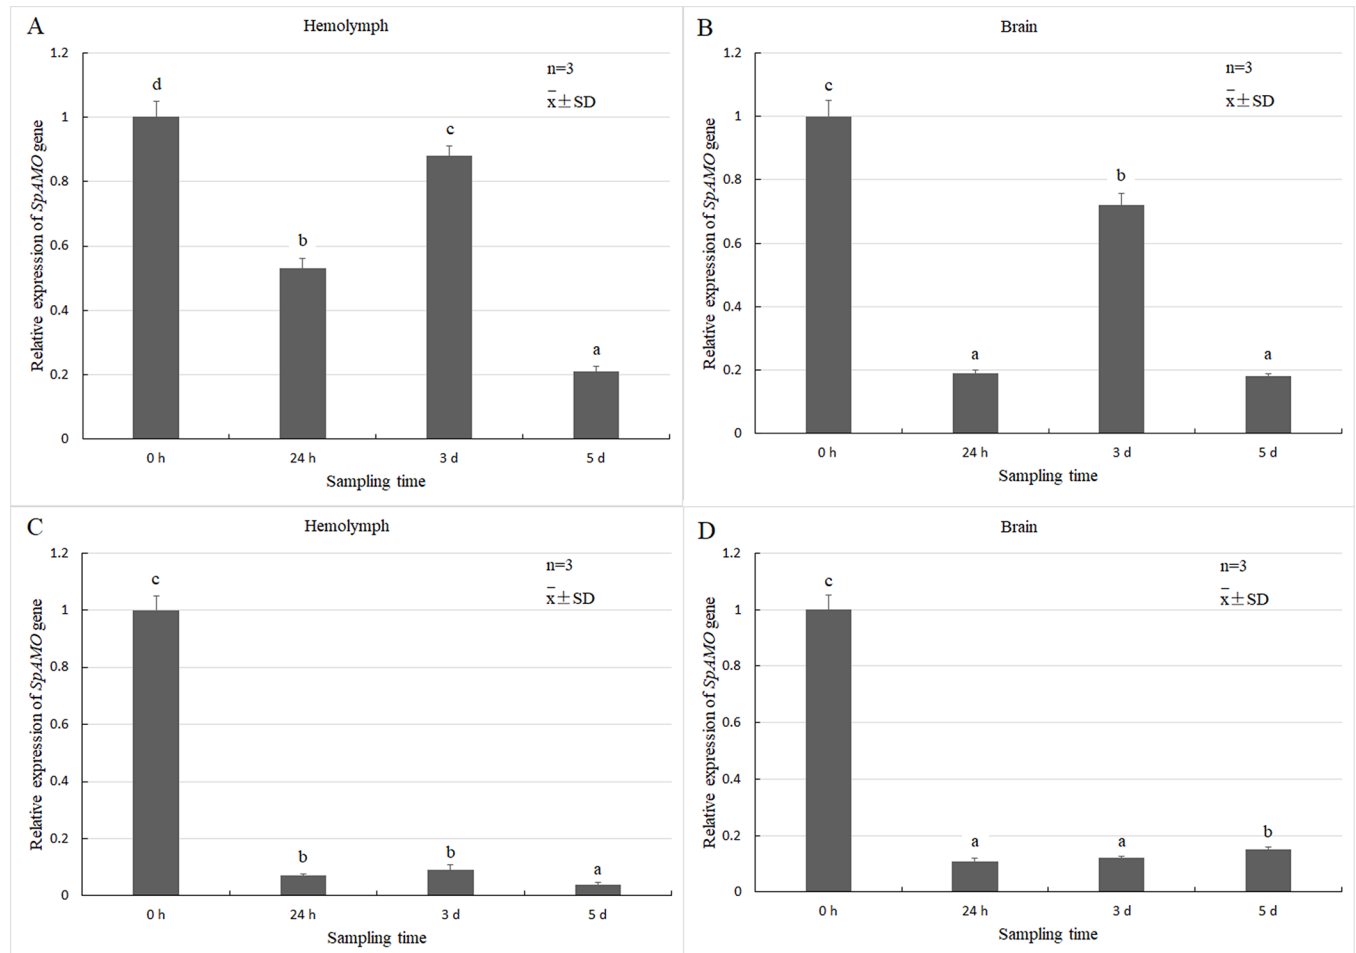 A
Hemolymph
n=3
x̄±SD
Relative expression of SpAMO gene
1.2
1
0.8
0.6
0.4
0.2
0
d
b
c
a
0 h
24 h
3 d
5 d
Sampling time
B
Brain
n=3
x̄±SD
Relative expression of SpAMO gene
1.2
1
0.8
0.6
0.4
0.2
0
c
a
b
a
0 h
24 h
3 d
5 d
Sampling time
C
Hemolymph
n=3
x̄±SD
Relative expression of SpAMO gene
1.2
1
0.8
0.6
0.4
0.2
0
c
b
b
a
0 h
24 h
3 d
5 d
Sampling time
D
Brain
n=3
x̄±SD
Relative expression of SpAMO gene
1.2
1
0.8
0.6
0.4
0.2
0
c
a
a
b
0 h
24 h
3 d
5 d
Sampling time